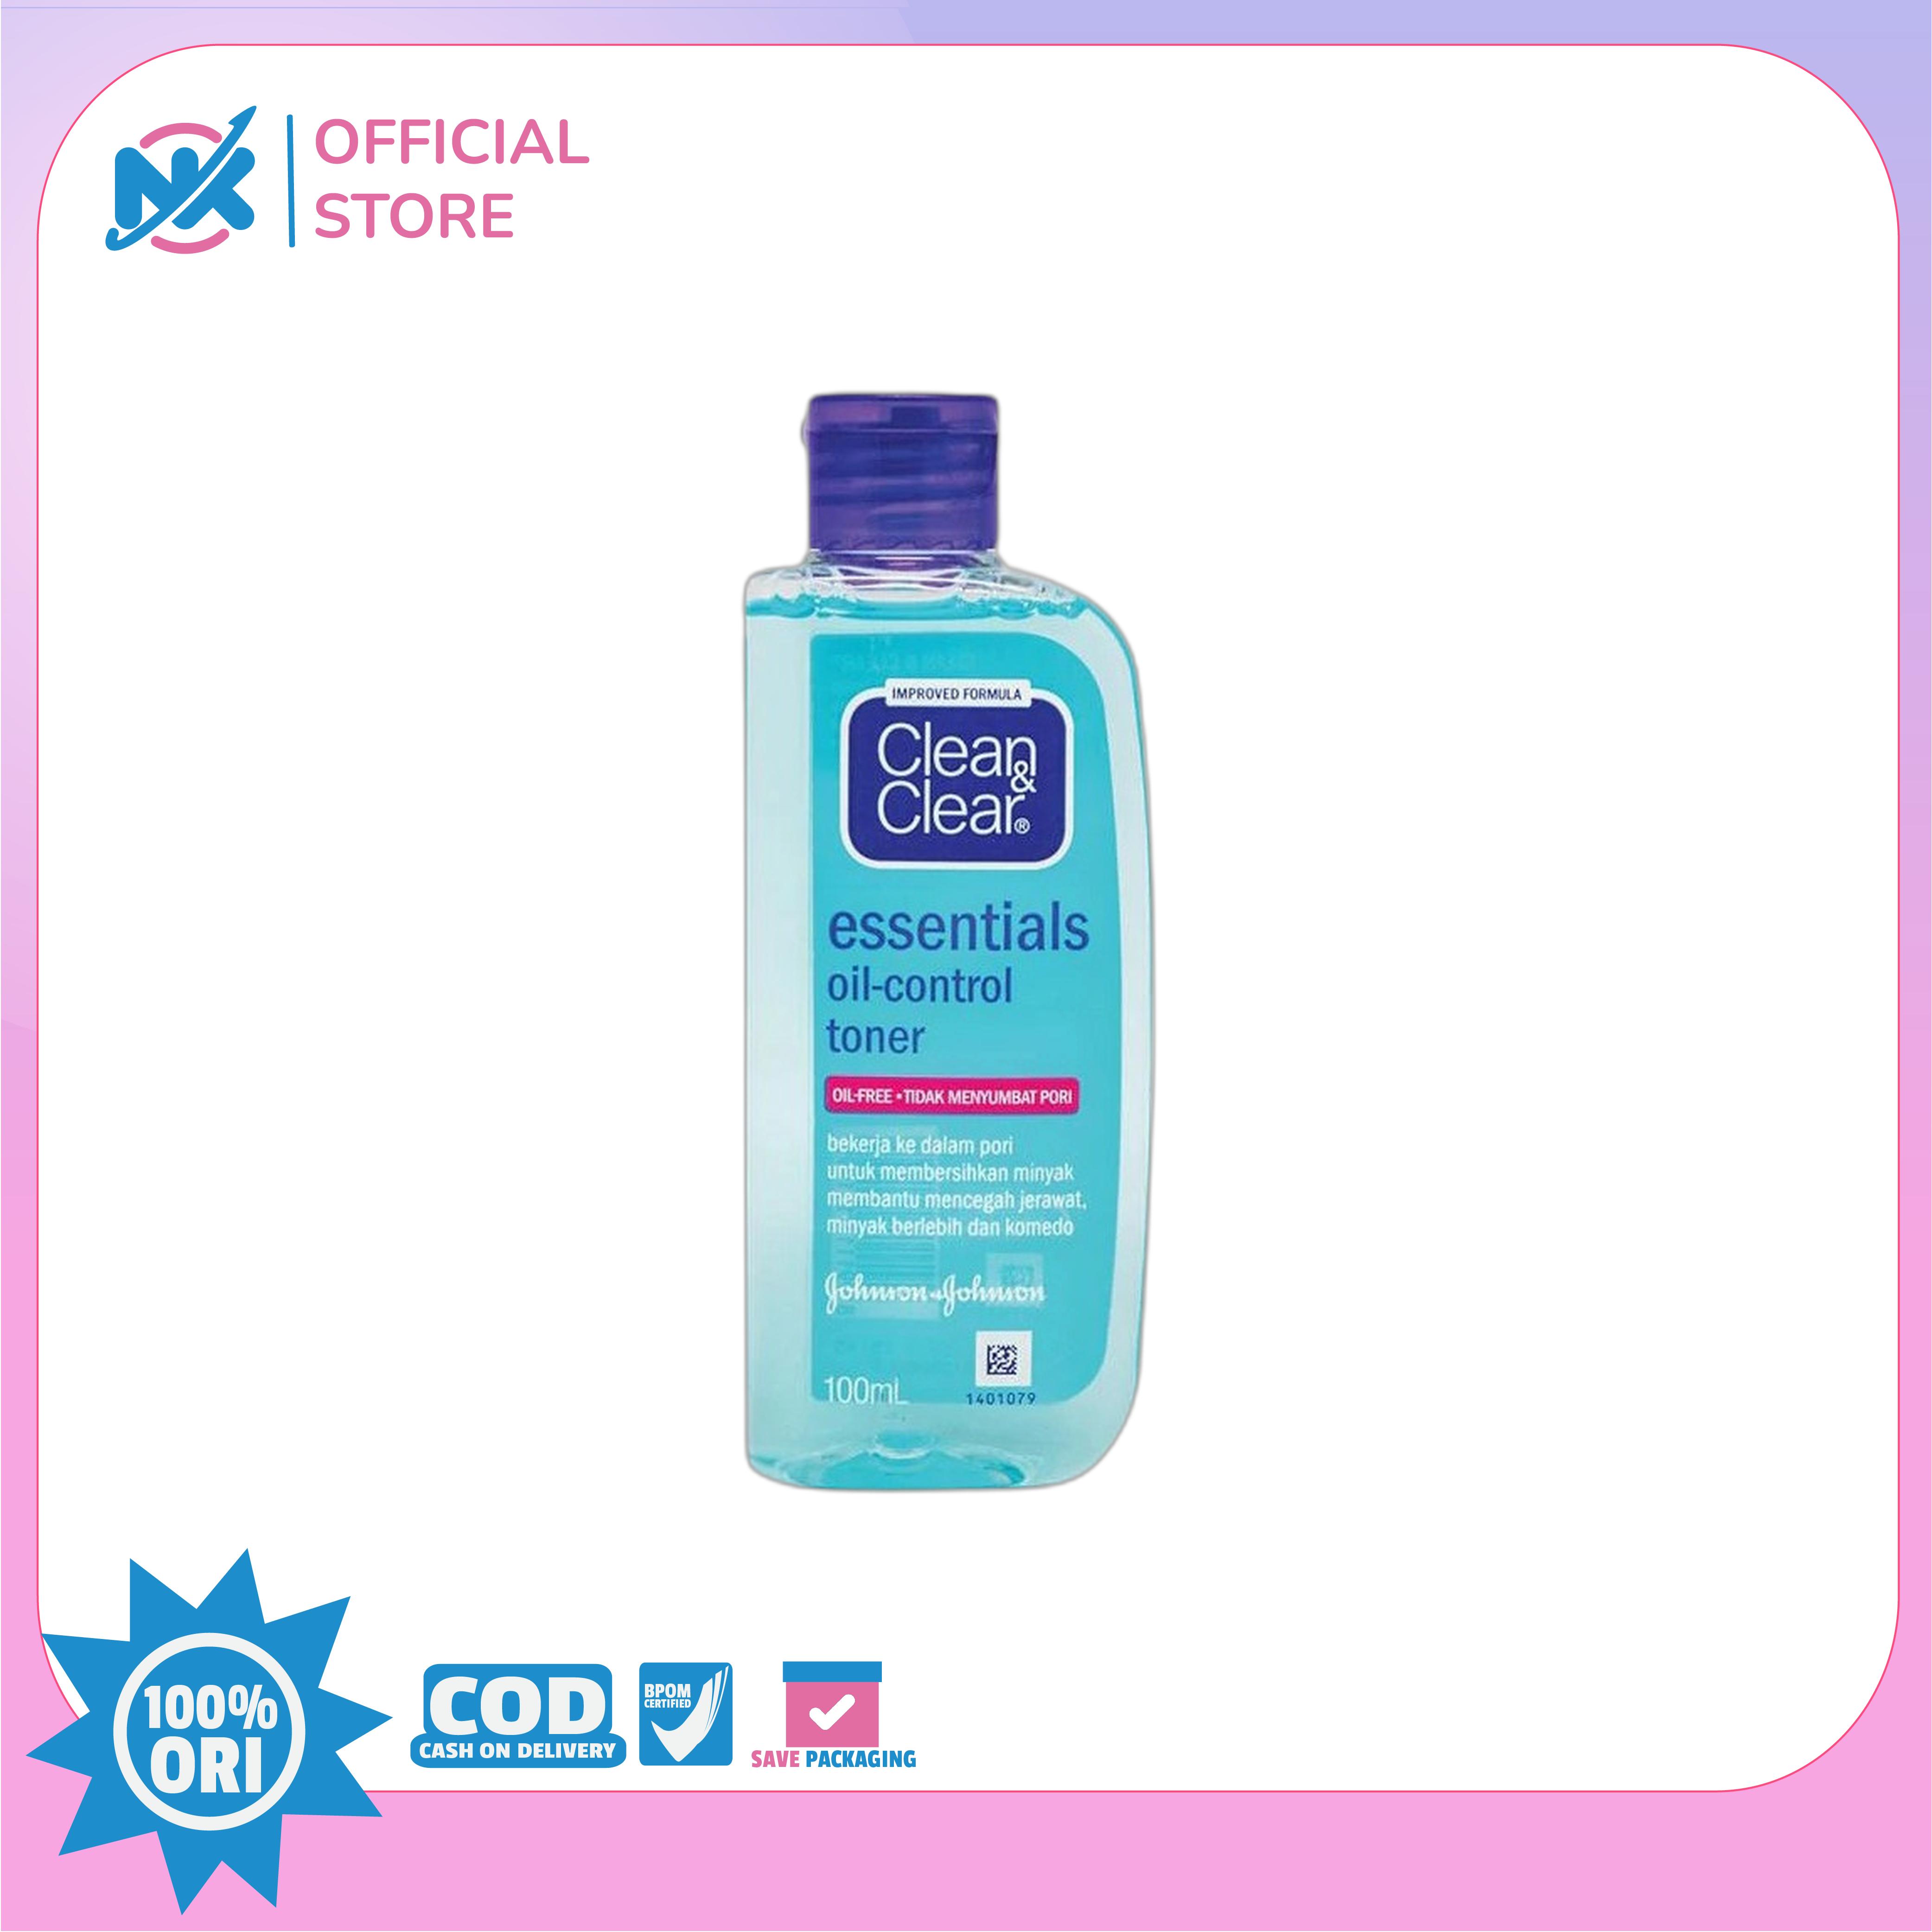 NK
OFFICIAL
STORE
IMPROVED FORMULA
Clean
&
Clear®
essentials
oil-control
toner
OIL-FREE • TIDAK MENYUMBAT PORI
bekerja ke dalam pori
untuk membersihkan minyak
membantu mencegah jerawat,
minyak berlebih dan komedo
Johnson & Johnson
100mL
1401079
100%
ORI
COD
CASH ON DELIVERY
BPOM
CERTIFIED
SAVE PACKAGING